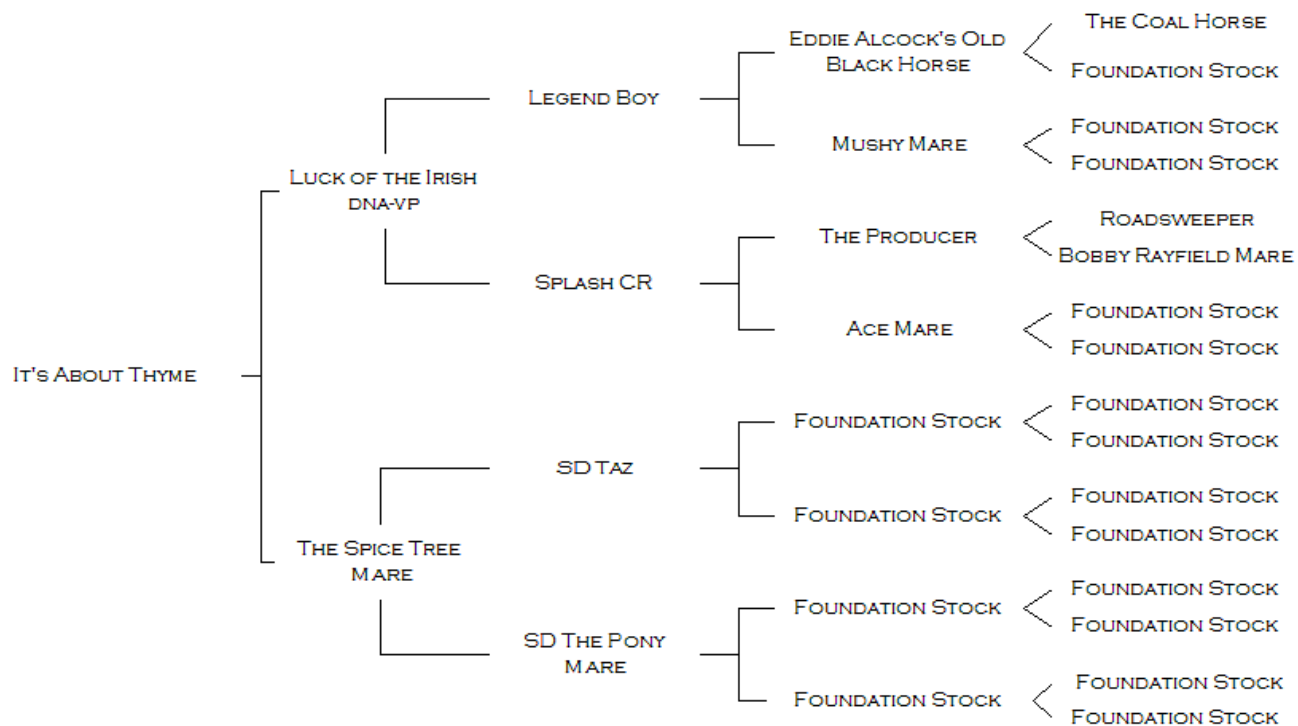 The Coal Horse
Eddie Alcock's Old
Black Horse
Foundation Stock
Legend Boy
Foundation Stock
Mushy Mare
Foundation Stock
Luck of the Irish
DNA-VP
Roadsweeper
The Producer
Bobby Rayfield Mare
Splash CR
Foundation Stock
Ace Mare
Foundation Stock
It's About Thyme
Foundation Stock
Foundation Stock
Foundation Stock
SD Taz
Foundation Stock
Foundation Stock
Foundation Stock
The Spice Tree
Mare
Foundation Stock
Foundation Stock
Foundation Stock
SD The Pony
Mare
Foundation Stock
Foundation Stock
Foundation Stock